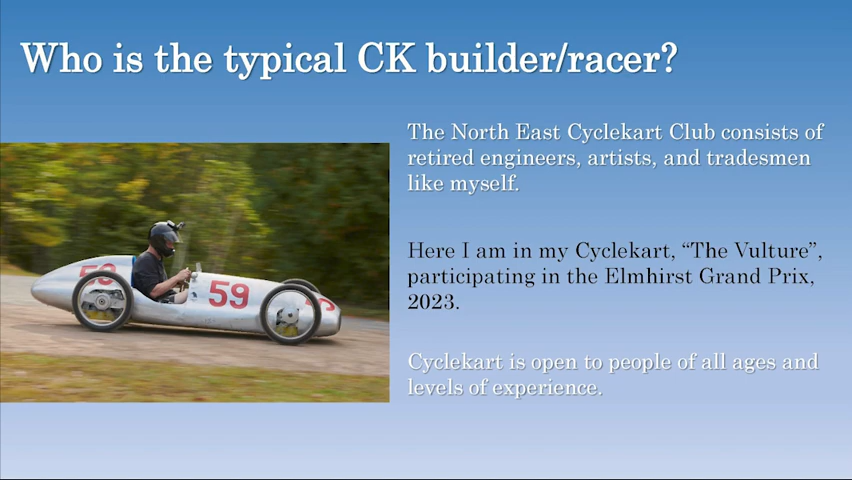 Who is the typical CK builder/racer?
The North East Cyclekart Club consists of
retired engineers, artists, and tradesmen
like myself.
Here I am in my Cyclekart, “The Vulture”,
participating in the Elmhirst Grand Prix,
2023.
Cyclekart is open to people of all ages and
levels of experience.
59